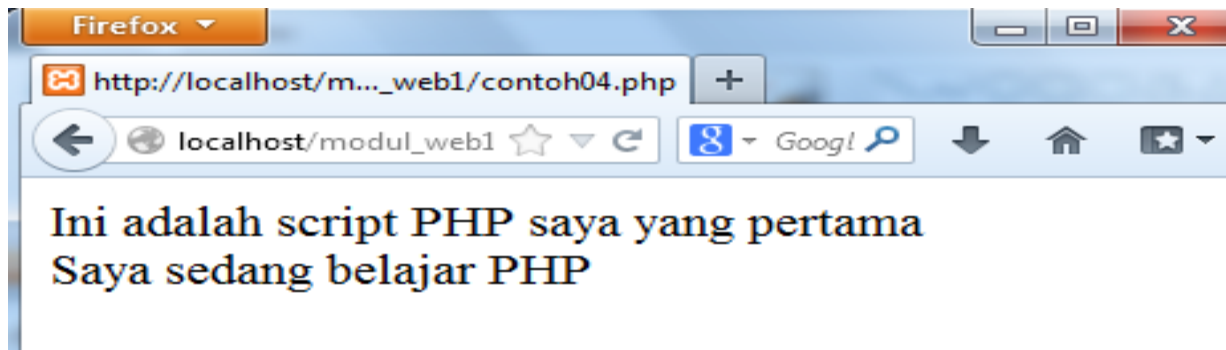 Firefox
http://localhost/m..._web1/contoh04.php
localhost/modul_web1
Googl
Ini adalah script PHP saya yang pertama
Saya sedang belajar PHP